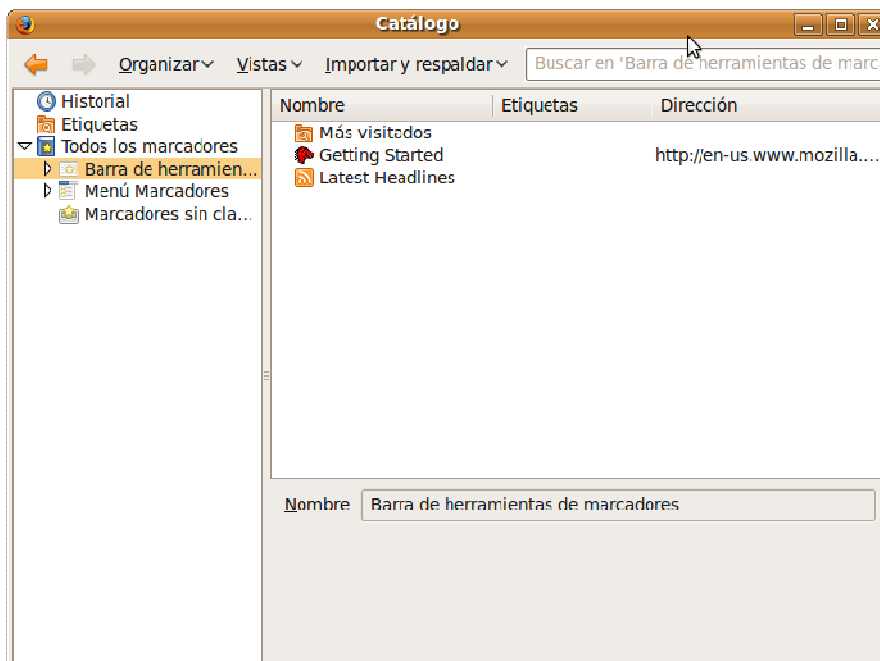 Catálogo
Organizar Vistas Importar y respaldar Buscar en 'Barra de herramientas de marc
Historial
Etiquetas
Todos los marcadores
Barra de herramien...
Menú Marcadores
Marcadores sin cla...
Nombre Etiquetas Dirección
Más visitados
Getting Started http://en-us.www.mozilla....
Latest Headlines
Nombre Barra de herramientas de marcadores